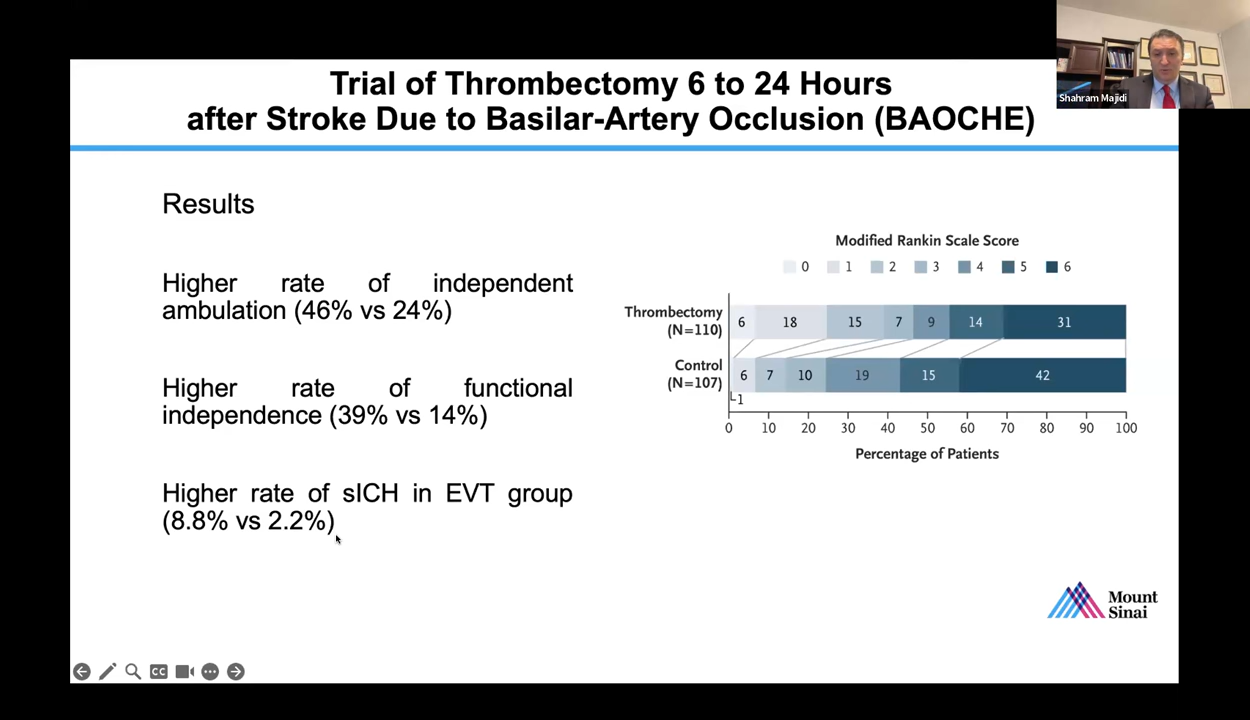 Trial of Thrombectomy 6 to 24 Hours
after Stroke Due to Basilar-Artery Occlusion (BAOCHE)
Shahram Majidi
Results
Higher rate of independent
ambulation (46% vs 24%)
Higher rate of functional
independence (39% vs 14%)
Higher rate of sICH in EVT group
(8.8% vs 2.2%)
Modified Rankin Scale Score
0 1 2 3 4 5 6
Thrombectomy
(N=110)
6 18 15 7 9 14 31
Control
(N=107)
6 7 10 19 15 42
1
0 10 20 30 40 50 60 70 80 90 100
Percentage of Patients
Mount
Sinai
CC